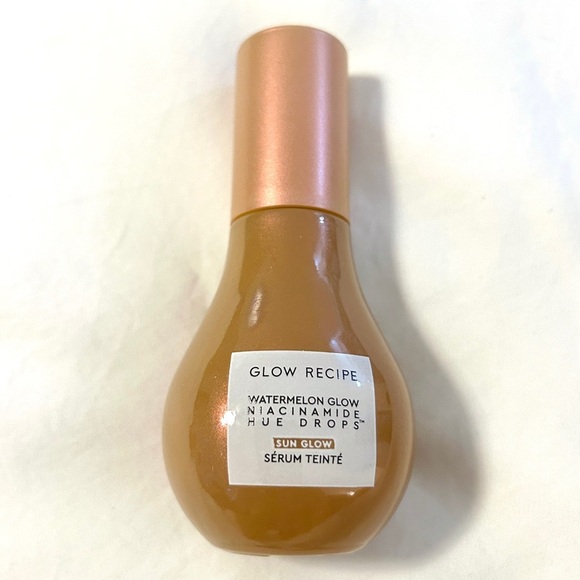 GLOW RECIPE
WATERMELON GLOW
NIACINAMIDE
HUE DROPS™
SUN GLOW
SÉRUM TEINTÉ